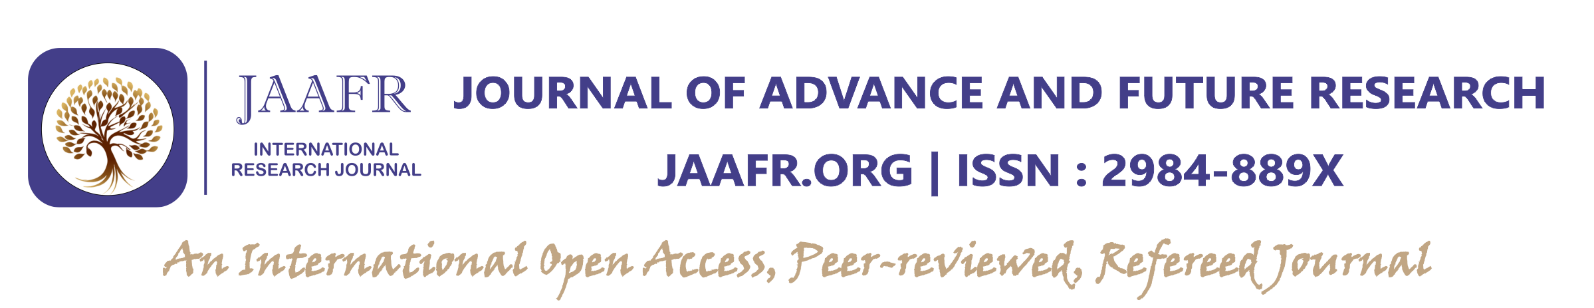 JAAFR
INTERNATIONAL
RESEARCH JOURNAL
JOURNAL OF ADVANCE AND FUTURE RESEARCH
JAAFR.ORG | ISSN : 2984-889X
An International Open Access, Peer-reviewed, Refereed Journal